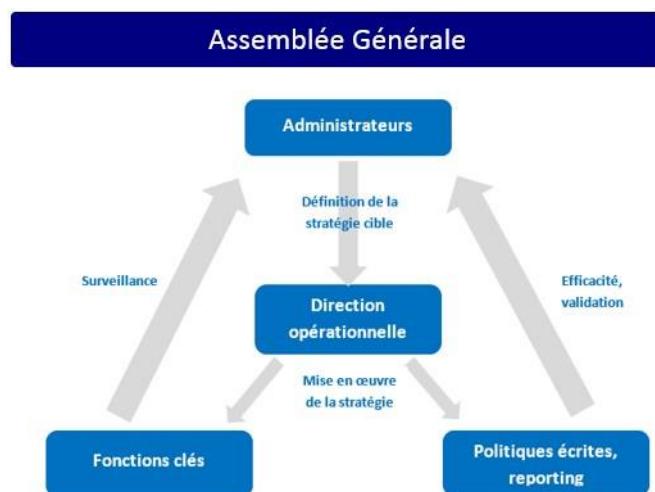 Assemblée Générale
Administrateurs
Définition de la
stratégie cible
Surveillance
Efficacité,
validation
Direction
opérationnelle
Mise en œuvre
de la stratégie
Fonctions clés
Politiques écrites,
reporting